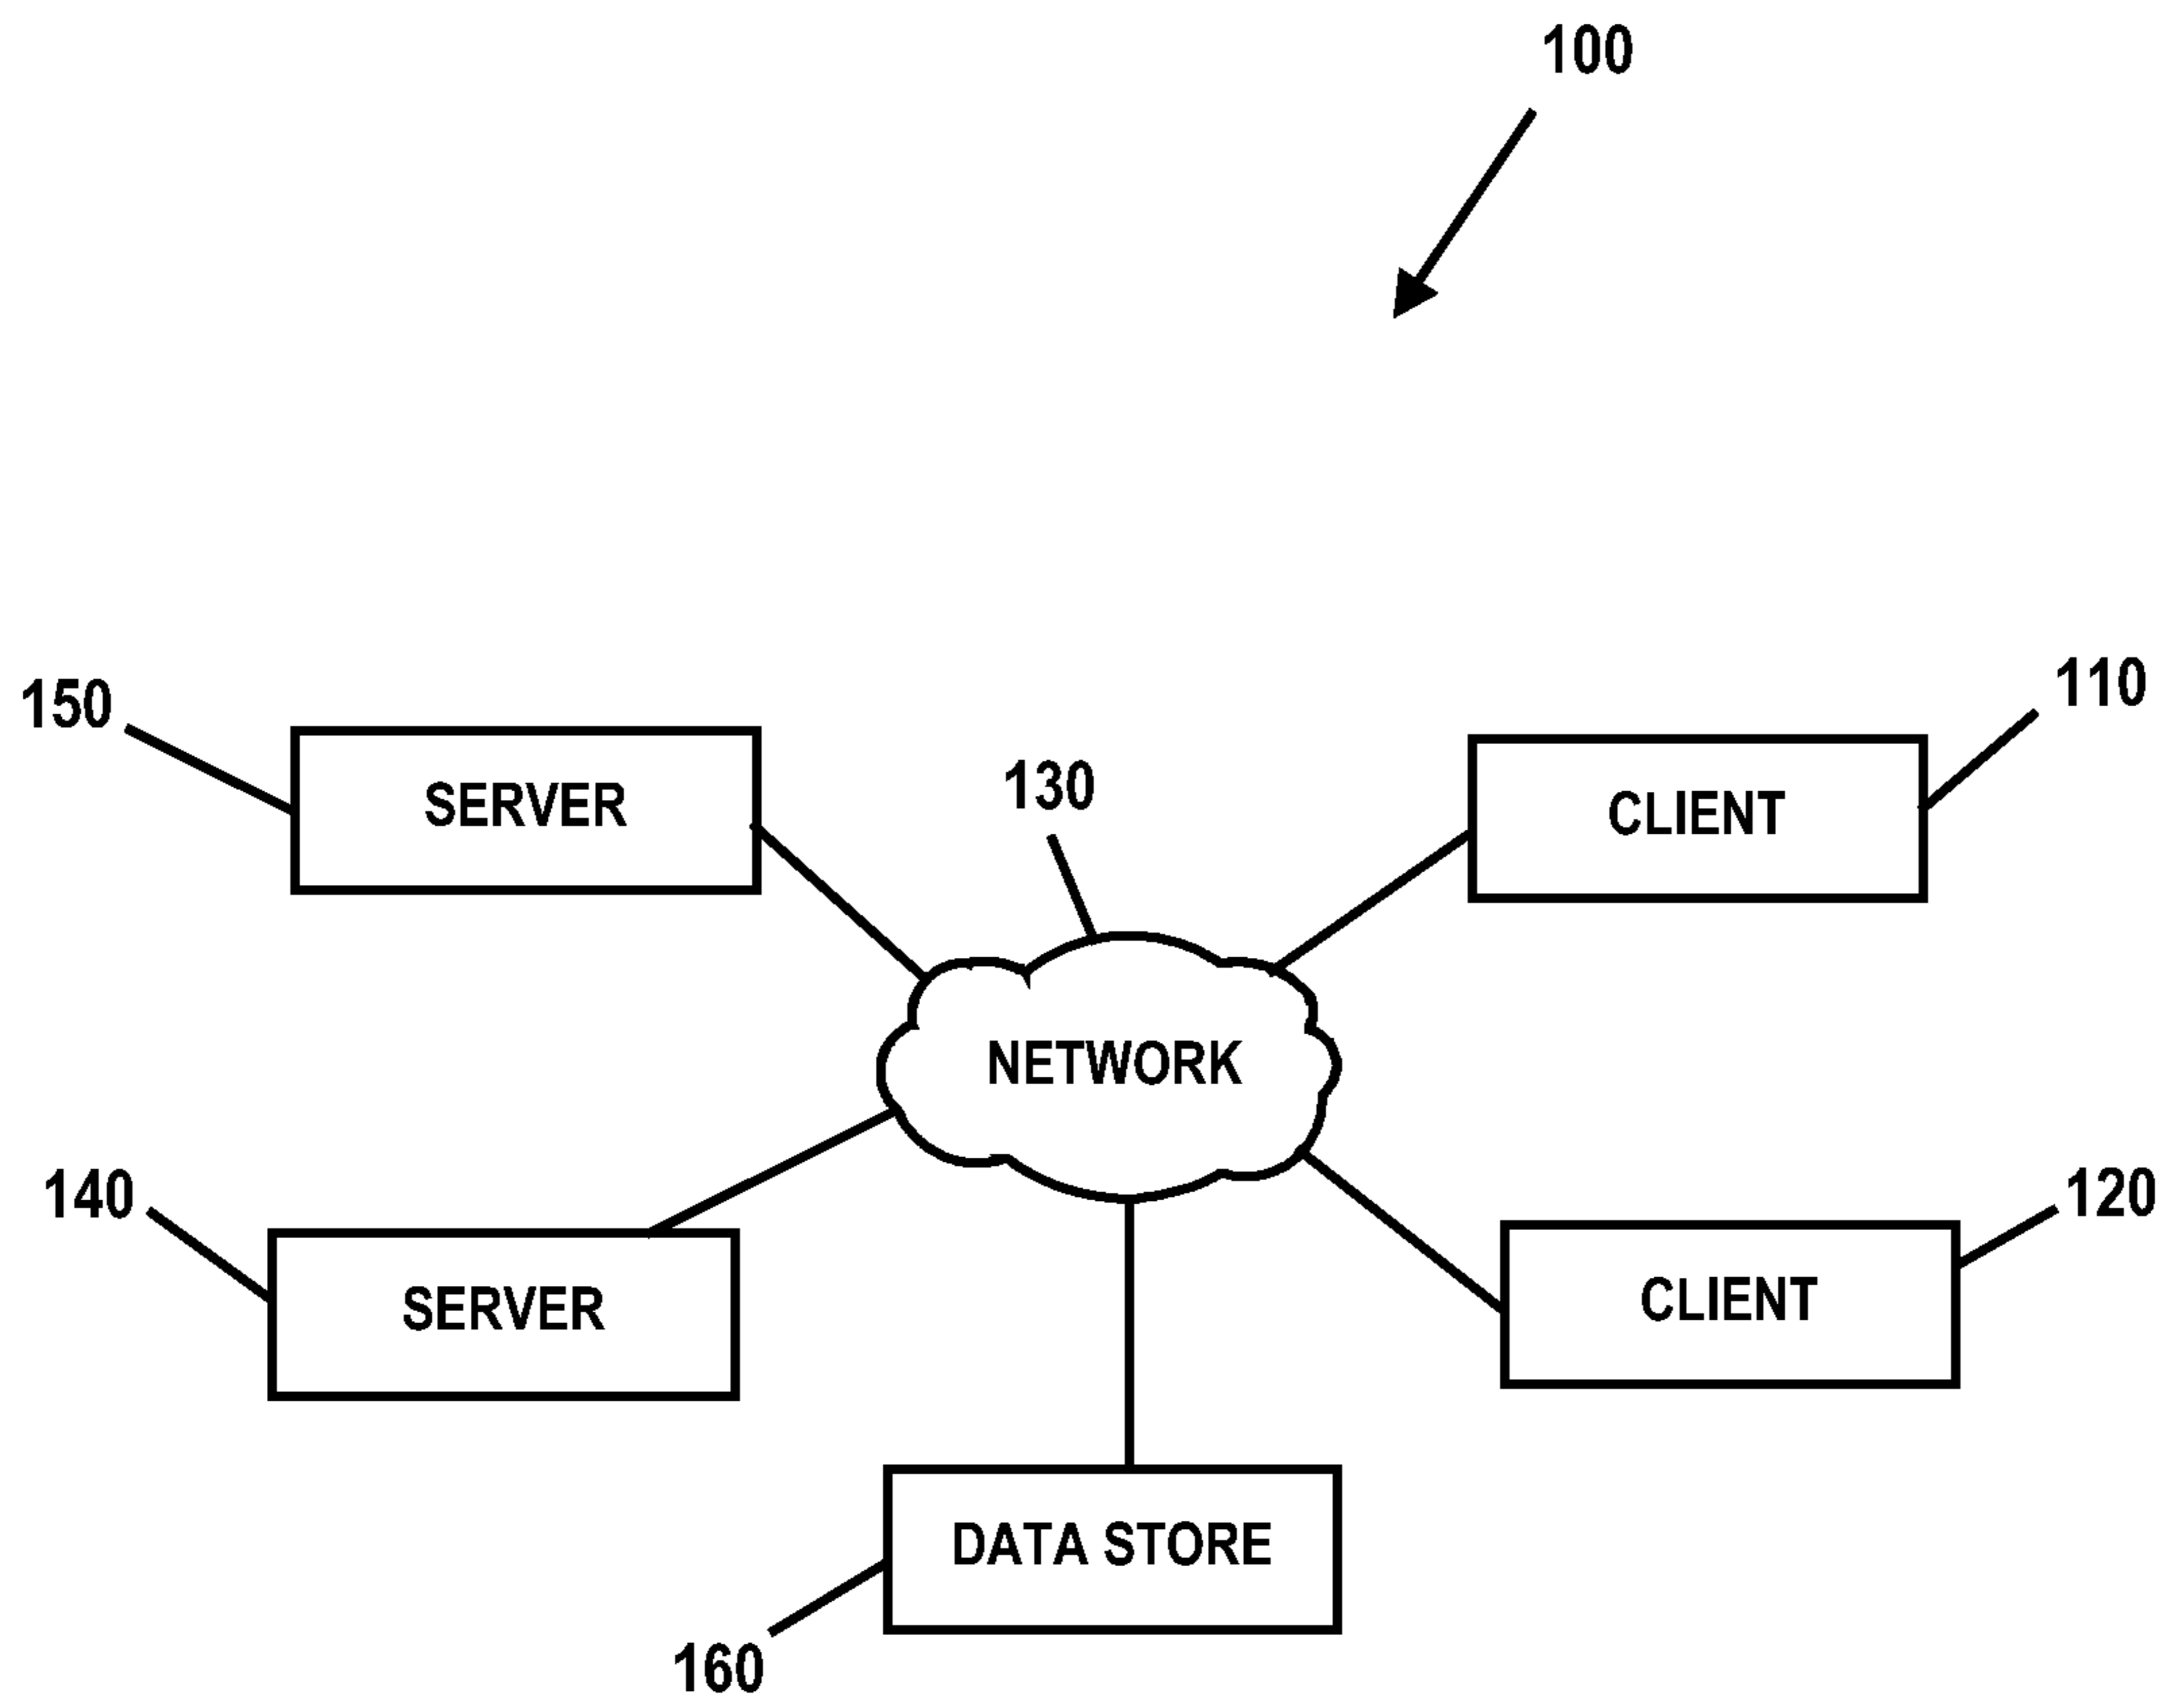 100
150
110
SERVER
130
CLIENT
NETWORK
140
120
SERVER
CLIENT
DATA STORE
160